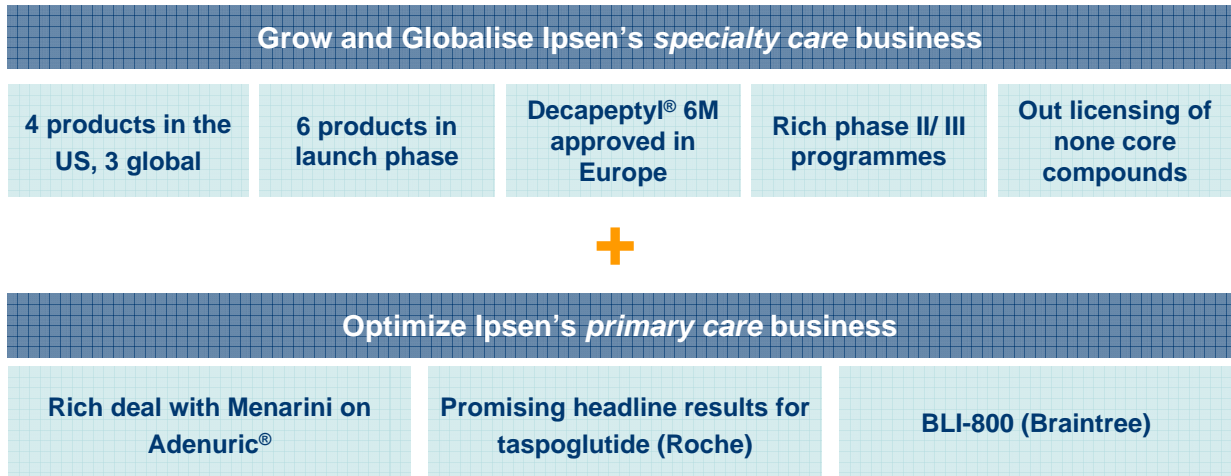 Grow and Globalise Ipsen's specialty care business
4 products in the
US, 3 global
6 products in
launch phase
Decapeptyl® 6M
approved in
Europe
Rich phase II/ III
programmes
Out licensing of
none core
compounds
+
Optimize Ipsen's primary care business
Rich deal with Menarini on
Adenuric®
Promising headline results for
taspoglutide (Roche)
BLI-800 (Braintree)